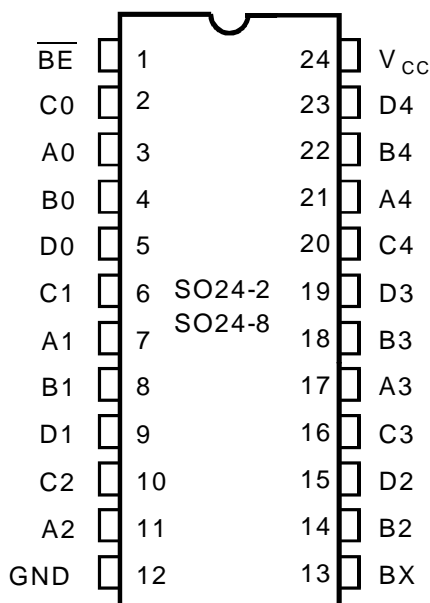 BE 1 24 VCC
C0 2 23 D4
A0 3 22 B4
B0 4 21 A4
D0 5 20 C4
C1 6 SO24-2 19 D3
A1 7 SO24-8 18 B3
B1 8 17 A3
D1 9 16 C3
C2 10 15 D2
A2 11 14 B2
GND 12 13 BX